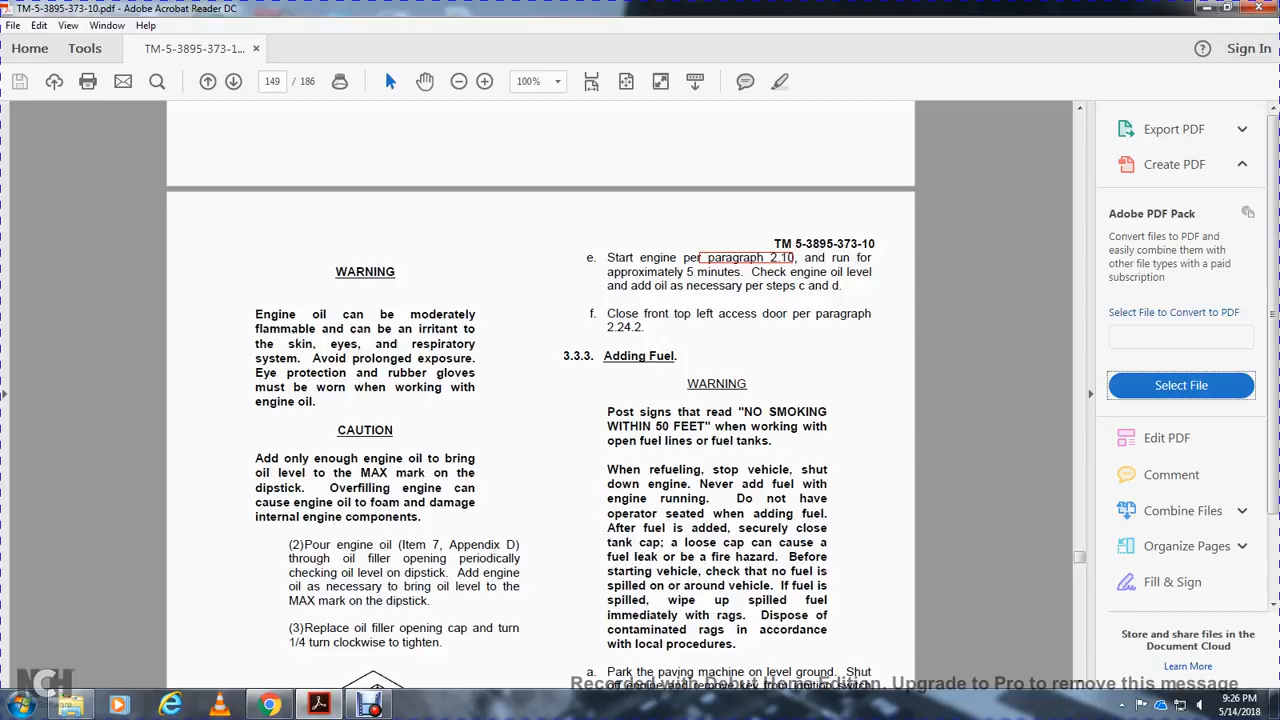 TM-5-3895-373-10.pdf - Adobe Acrobat Reader DC
File Edit View Window Help
Home Tools TM-5-3895-373-1... × Sign In
149 / 186 100%
TM 5-3895-373-10
WARNING
Engine oil can be moderately
flammable and can be an irritant to
the skin, eyes, and respiratory
system. Avoid prolonged exposure.
Eye protection and rubber gloves
must be worn when working with
engine oil.
CAUTION
Add only enough engine oil to bring
oil level to the MAX mark on the
dipstick. Overfilling engine can
cause engine oil to foam and damage
internal engine components.
(2)Pour engine oil (Item 7, Appendix D)
through oil filler opening periodically
checking oil level on dipstick. Add engine
oil as necessary to bring oil level to the
MAX mark on the dipstick.
(3)Replace oil filler opening cap and turn
1/4 turn clockwise to tighten.
e. Start engine per paragraph 2.10, and run for
approximately 5 minutes. Check engine oil level
and add oil as necessary per steps c and d.
f. Close front top left access door per paragraph
2.24.2.
3.3.3. Adding Fuel.
WARNING
Post signs that read "NO SMOKING
WITHIN 50 FEET" when working with
open fuel lines or fuel tanks.
When refueling, stop vehicle, shut
down engine. Never add fuel with
engine running. Do not have
operator seated when adding fuel.
After fuel is added, securely close
tank cap; a loose cap can cause a
fuel leak or be a fire hazard. Before
starting vehicle, check that no fuel is
spilled on or around vehicle. If fuel is
spilled, wipe up spilled fuel
immediately with rags. Dispose of
contaminated rags in accordance
with local procedures.
a. Park the paving machine on level ground. Shut
Export PDF
Create PDF
Adobe PDF Pack
Convert files to PDF and
easily combine them with
other file types with a paid
subscription
Select File to Convert to PDF
Select File
Edit PDF
Comment
Combine Files
Organize Pages
Fill & Sign
Store and share files in the
Document Cloud
Learn More
NCH
ware
Home Edition. Upgrade to Pro to remove this message
9:26 PM
5/14/2018